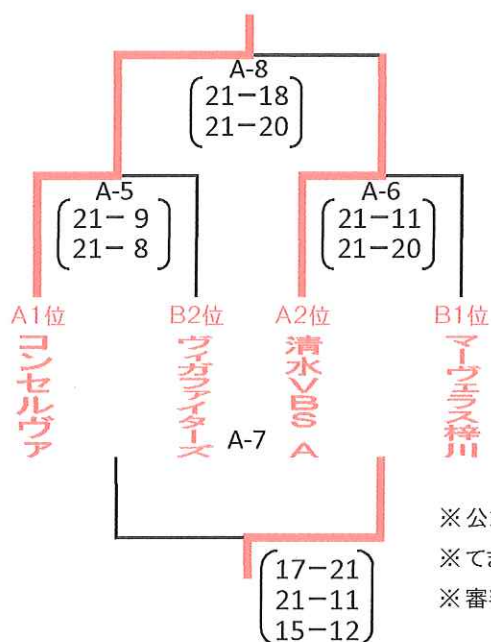 A-8
21-18
21-20
A-5
21- 9
21- 8
A-6
21-11
21-20
A1位
B2位
A2位
B1位
コンセルヴァ
ヴィガファイターズ
清水VBS A
マーヴェラス梓川
A-7
17-21
21-11
15-12
※公
※て
※審